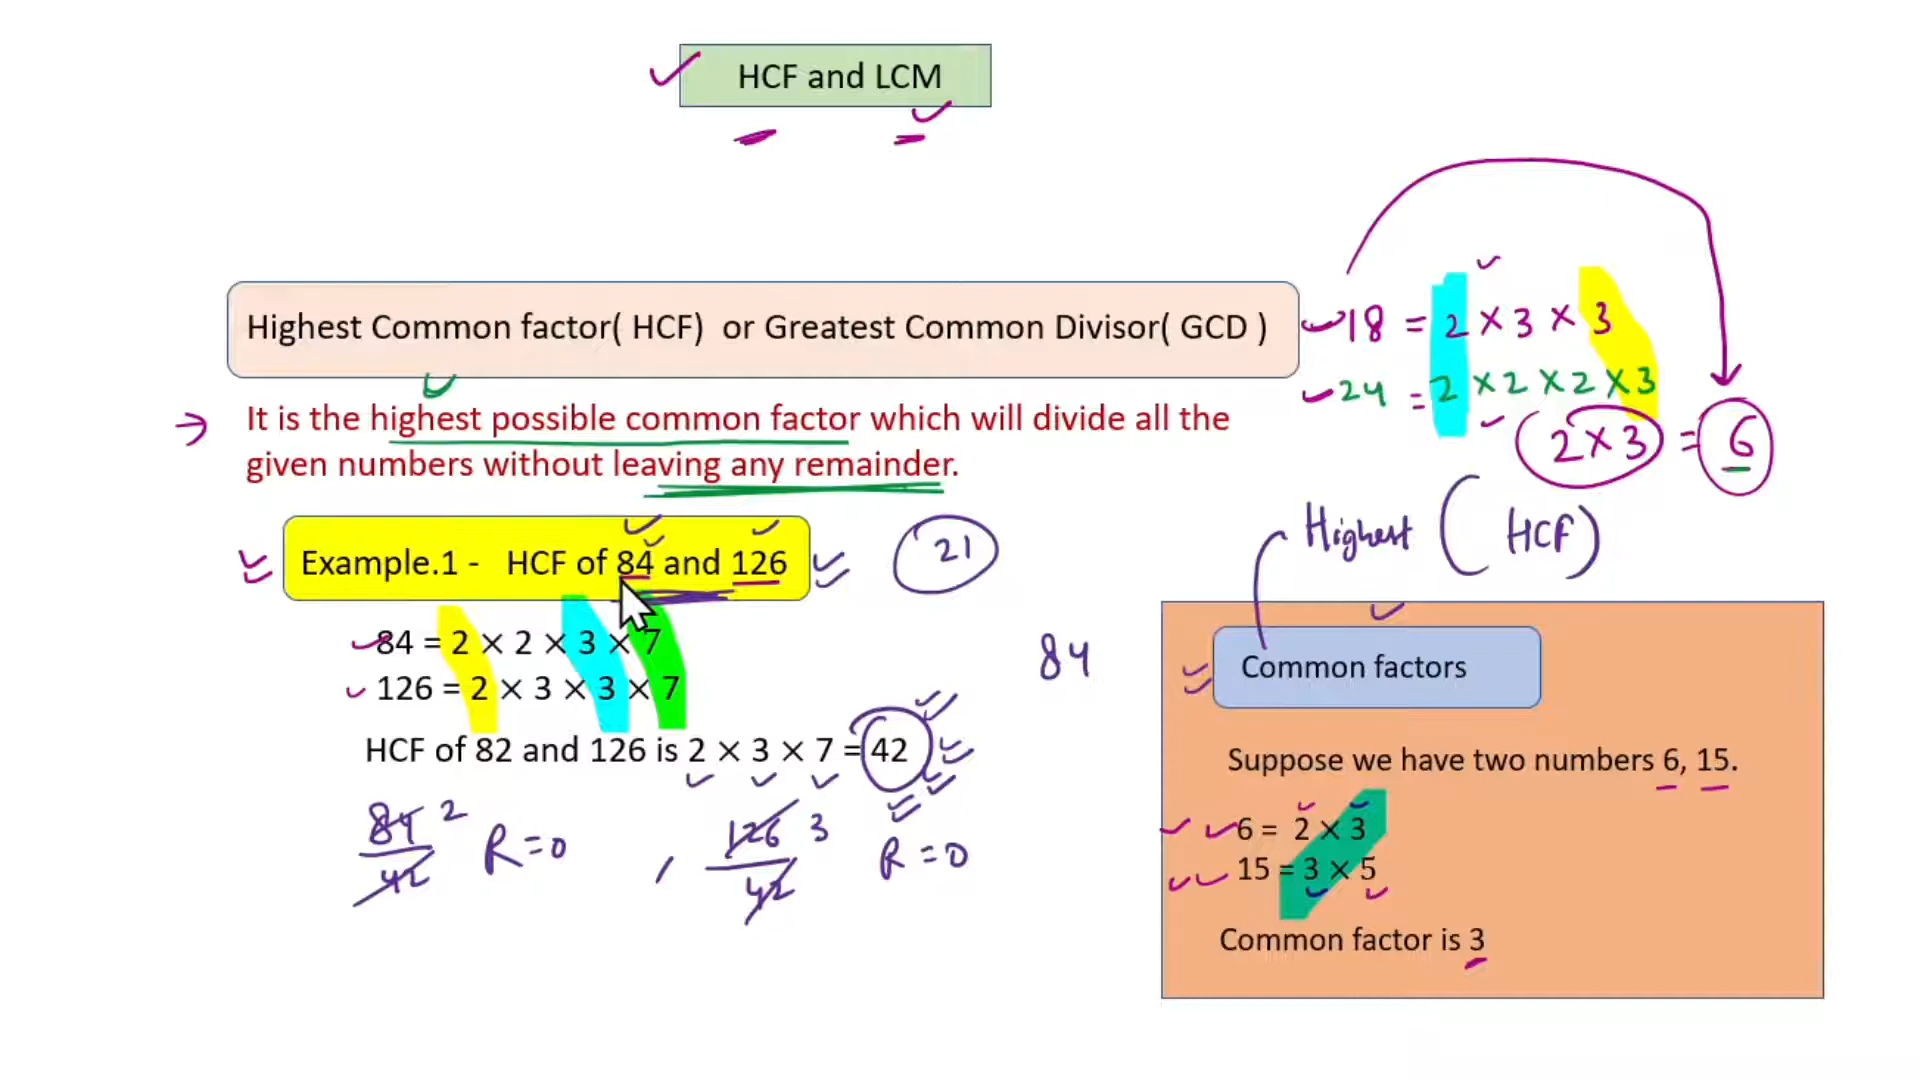 HCF and LCM
Highest Common factor( HCF)  or Greatest Common Divisor( GCD )
18 = 2 × 3 × 3
24 = 2 × 2 × 2 × 3
2 × 3 = 6
It is the highest possible common factor which will divide all the
given numbers without leaving any remainder.
Highest ( HCF )
Example.1 -   HCF of 84 and 126
21
84 = 2 × 2 × 3 × 7
126 = 2 × 3 × 3 × 7
84
HCF of 82 and 126 is 2 × 3 × 7 = 42
84 2
42
R = 0
,
126 3
42
R = 0
Common factors
Suppose we have two numbers 6, 15.
6 = 2 × 3
15 = 3 × 5
Common factor is 3